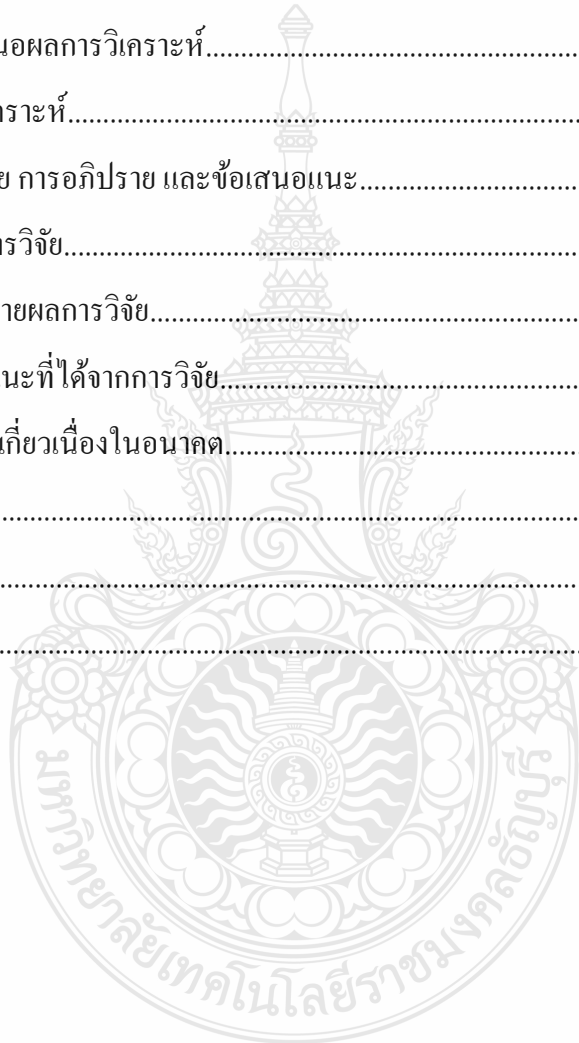 นอผลการวิเคราะห์................................................
คราะห์................................................
ย การอภิปราย และข้อเสนอแนะ................................................
ารวิจัย................................................
รายผลการวิจัย................................................
นะที่ได้จากการวิจัย................................................
นเกี่ยวเนื่องในอนาคต................................................
................................................
................................................
................................................
มหาวิทยาลัยเทคโนโลยีราชมงคลธัญบุรี